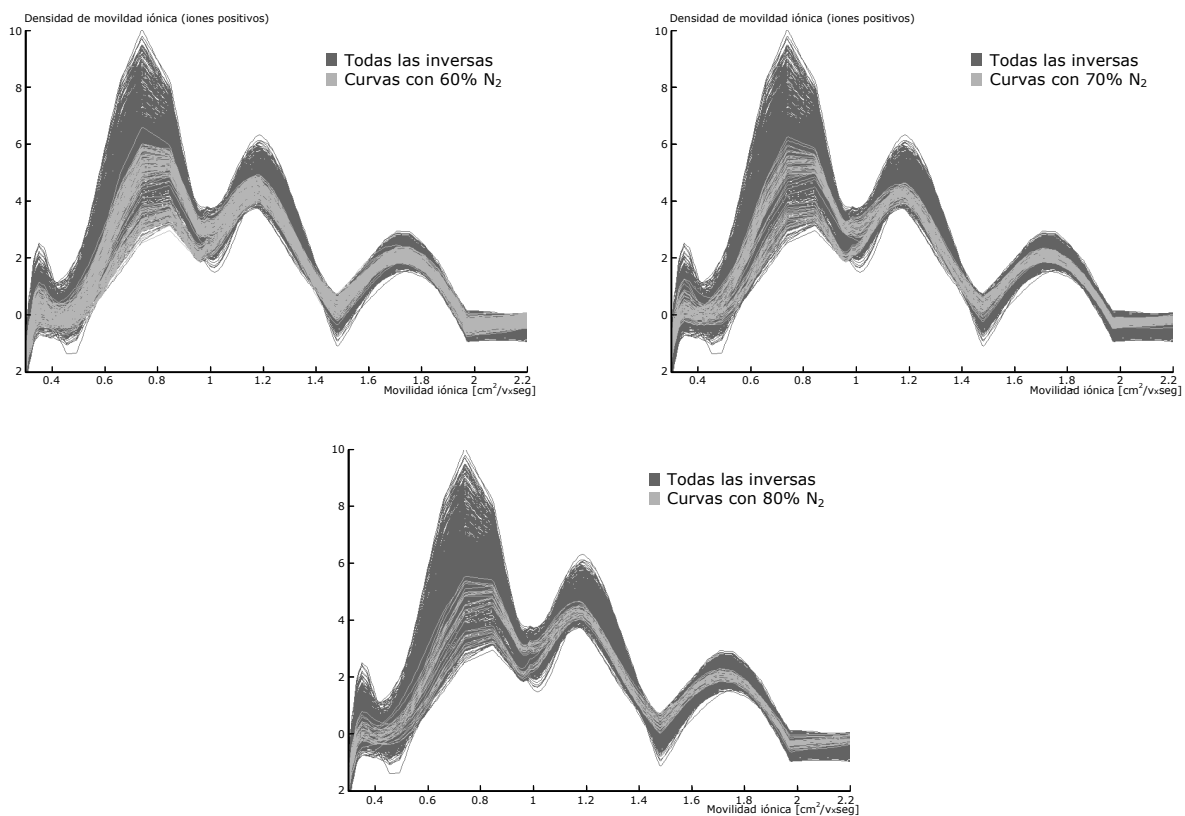 Densidad de movildad iónica (iones positivos)
10
8
6
4
2
0
2
0.4 0.6 0.8 1 1.2 1.4 1.6 1.8 2 2.2
Movilidad iónica [cm²/vxseg]
Todas las inversas
Curvas con 60% N₂
Densidad de movildad iónica (iones positivos)
10
8
6
4
2
0
2
0.4 0.6 0.8 1 1.2 1.4 1.6 1.8 2 2.2
Movilidad iónica [cm²/vxseg]
Todas las inversas
Curvas con 70% N₂
10
8
6
4
2
0
2
0.4 0.6 0.8 1 1.2 1.4 1.6 1.8 2 2.2
Movilidad iónica [cm²/vxseg]
Todas las inversas
Curvas con 80% N₂